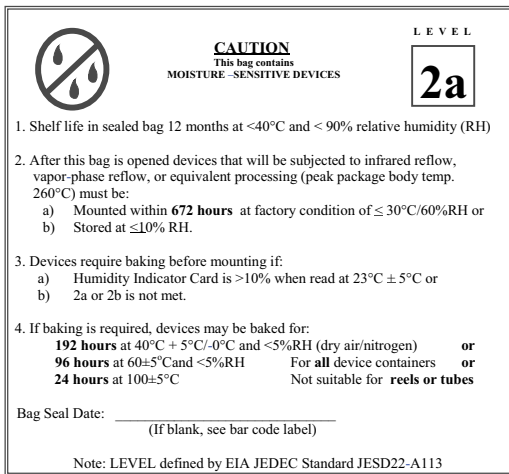 LEVEL
CAUTION
This bag contains
MOISTURE –SENSITIVE DEVICES
2a
1. Shelf life in sealed bag 12 months at <40°C and < 90% relative humidity (RH)
2. After this bag is opened devices that will be subjected to infrared reflow,
vapor-phase reflow, or equivalent processing (peak package body temp.
260°C) must be:
a) Mounted within 672 hours at factory condition of ≤ 30°C/60%RH or
b) Stored at ≤10% RH.
3. Devices require baking before mounting if:
a) Humidity Indicator Card is >10% when read at 23°C ± 5°C or
b) 2a or 2b is not met.
4. If baking is required, devices may be baked for:
192 hours at 40°C + 5°C/-0°C and <5%RH (dry air/nitrogen) or
96 hours at 60±5°Cand <5%RH For all device containers or
24 hours at 100±5°C Not suitable for reels or tubes
Bag Seal Date: ______________________________
(If blank, see bar code label)
Note: LEVEL defined by EIA JEDEC Standard JESD22-A113